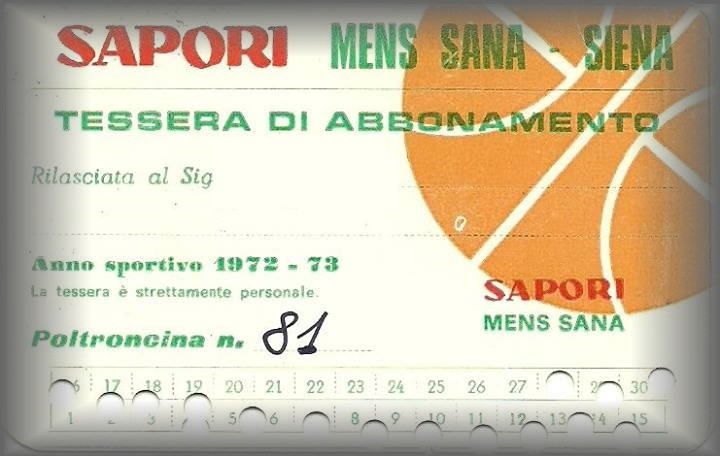 SAPORI MENS SANA - SIENA
TESSERA DI ABBONAMENTO
Rilasciata al Sig
Anno sportivo 1972 - 73
La tessera è strettamente personale.
SAPORI
MENS SANA
Poltroncina n. 81
17 18 19 20 21 22 23 24 25 26 27 30
1 2 3 4 5 6 8 9 10 11 12 13 14 15